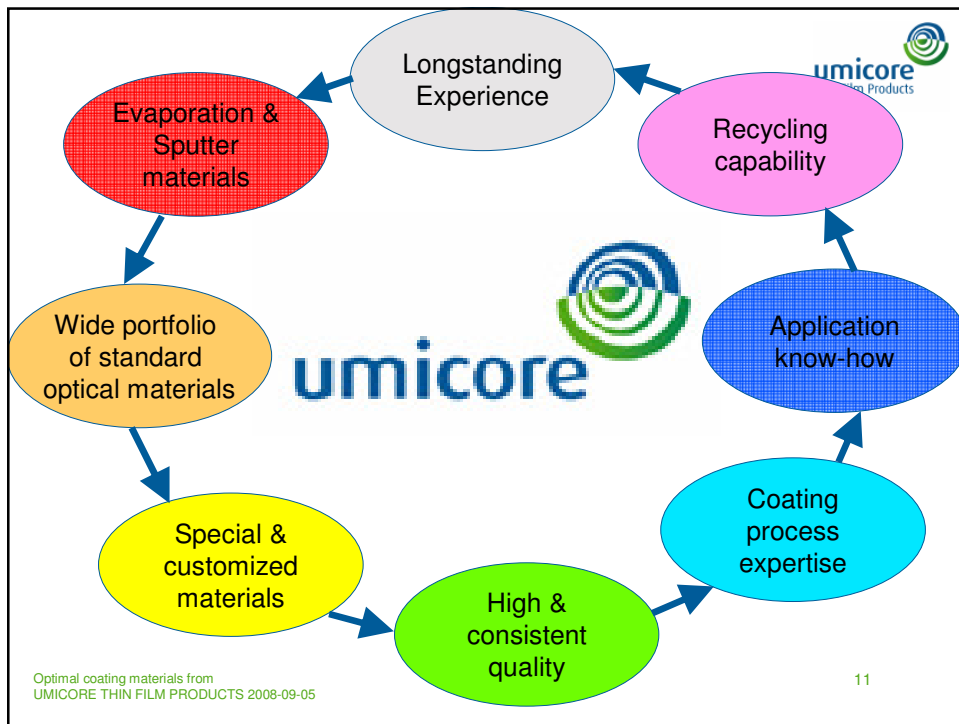 Longstanding
Experience
umicore
Film Products
Evaporation &
Sputter
materials
Recycling
capability
Wide portfolio
of standard
optical materials
umicore
Application
know-how
Special &
customized
materials
High &
consistent
quality
Coating
process
expertise
Optimal coating materials from
UMICORE THIN FILM PRODUCTS 2008-09-05
11